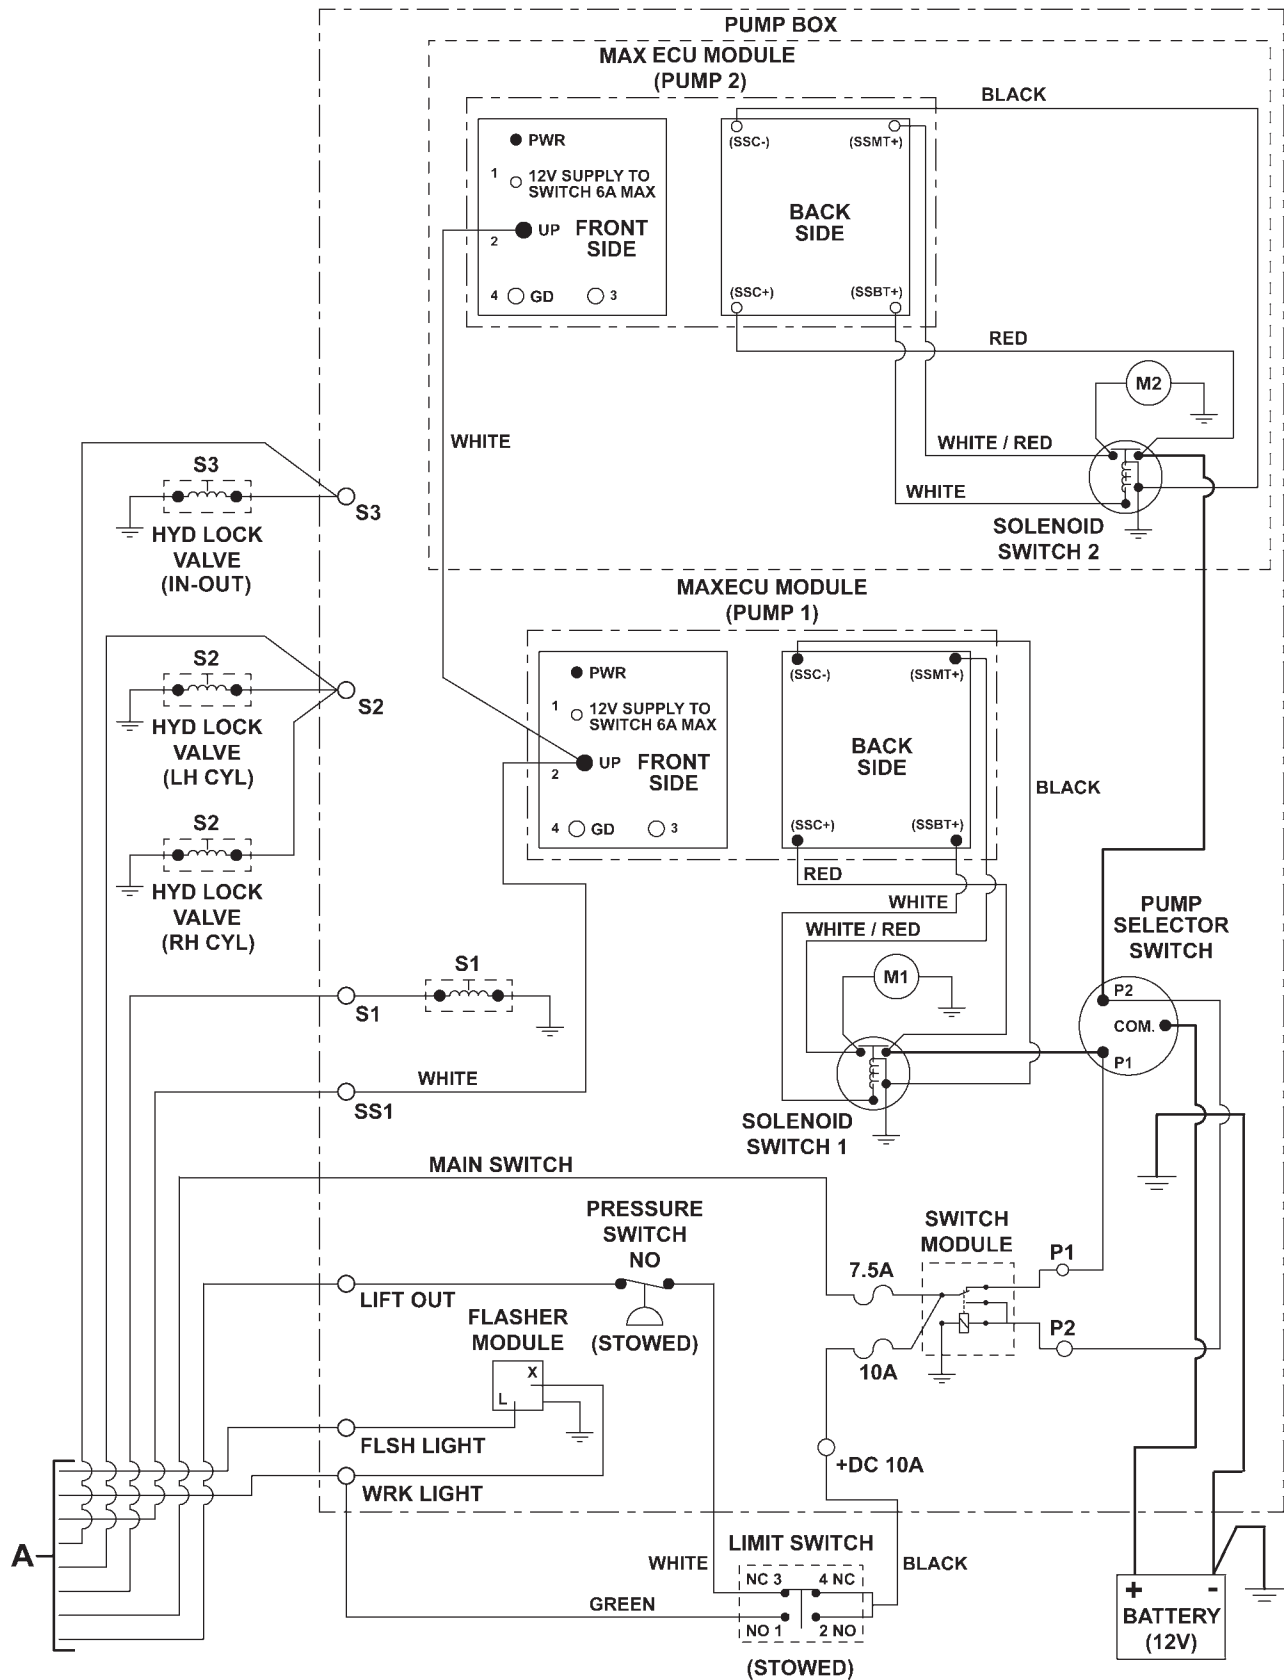 PUMP BOX
MAX ECU MODULE
(PUMP 2)
BLACK
PWR
(SSC-)
(SSMT+)
1
12V SUPPLY TO
SWITCH 6A MAX
UP
2
FRONT
SIDE
BACK
SIDE
4
GD
3
(SSC+)
(SSBT+)
RED
M2
WHITE
WHITE / RED
WHITE
SOLENOID
SWITCH 2
S3
S3
HYD LOCK
VALVE
(IN-OUT)
MAXECU MODULE
(PUMP 1)
S2
S2
HYD LOCK
VALVE
(LH CYL)
PWR
(SSC-)
(SSMT+)
1
12V SUPPLY TO
SWITCH 6A MAX
UP
2
FRONT
SIDE
BACK
SIDE
BLACK
4
GD
3
(SSC+)
(SSBT+)
S2
HYD LOCK
VALVE
(RH CYL)
RED
WHITE
WHITE / RED
PUMP
SELECTOR
SWITCH
S1
S1
M1
P2
COM.
P1
WHITE
SS1
SOLENOID
SWITCH 1
MAIN SWITCH
PRESSURE
SWITCH
NO
SWITCH
MODULE
P1
7.5A
LIFT OUT
FLASHER
MODULE
(STOWED)
P2
10A
X
L
FLSH LIGHT
+DC 10A
WRK LIGHT
A
LIMIT SWITCH
WHITE
BLACK
NC 3
4 NC
GREEN
NO 1
2 NO
(STOWED)
+
-
BATTERY
(12V)